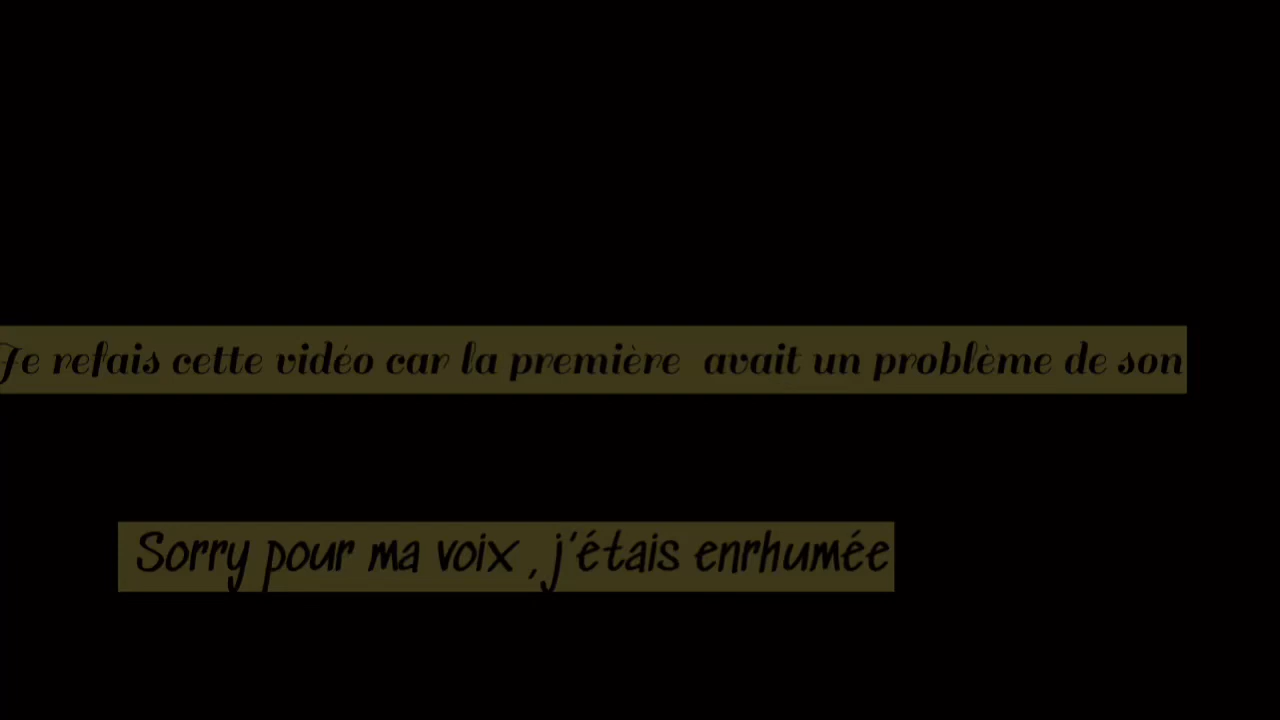 Je refais cette vidéo car la première avait un problème de son
Sorry pour ma voix , j'étais enrhumée